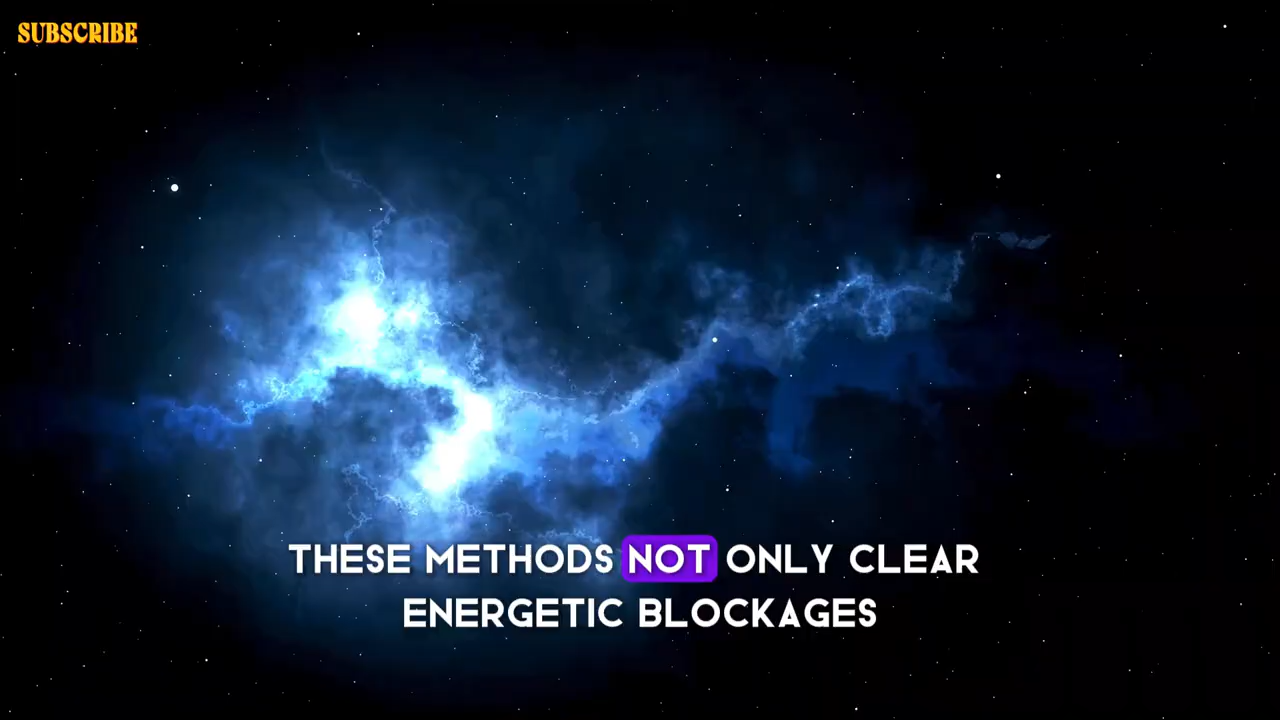 SUBSCRIBE
THESE METHODS NOT ONLY CLEAR
ENERGETIC BLOCKAGES